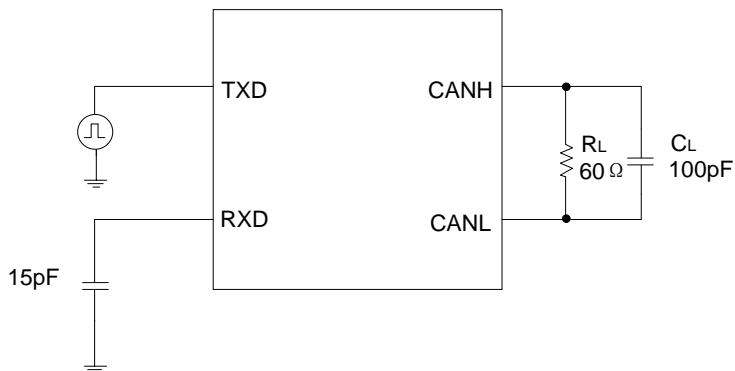 TXD
CANH
RL
60 Ω
CL
100pF
RXD
CANL
15pF